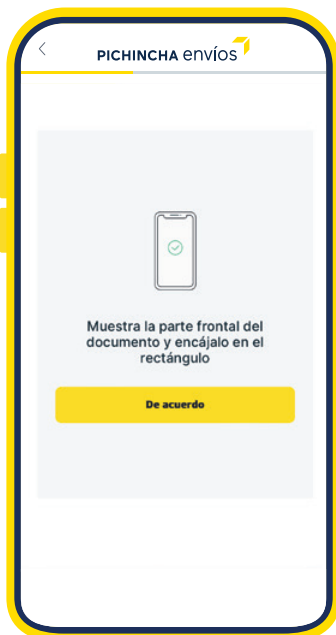 PICHINCHA envíos
Muestra la parte frontal del
documento y encájalo en el
rectángulo
De acuerdo